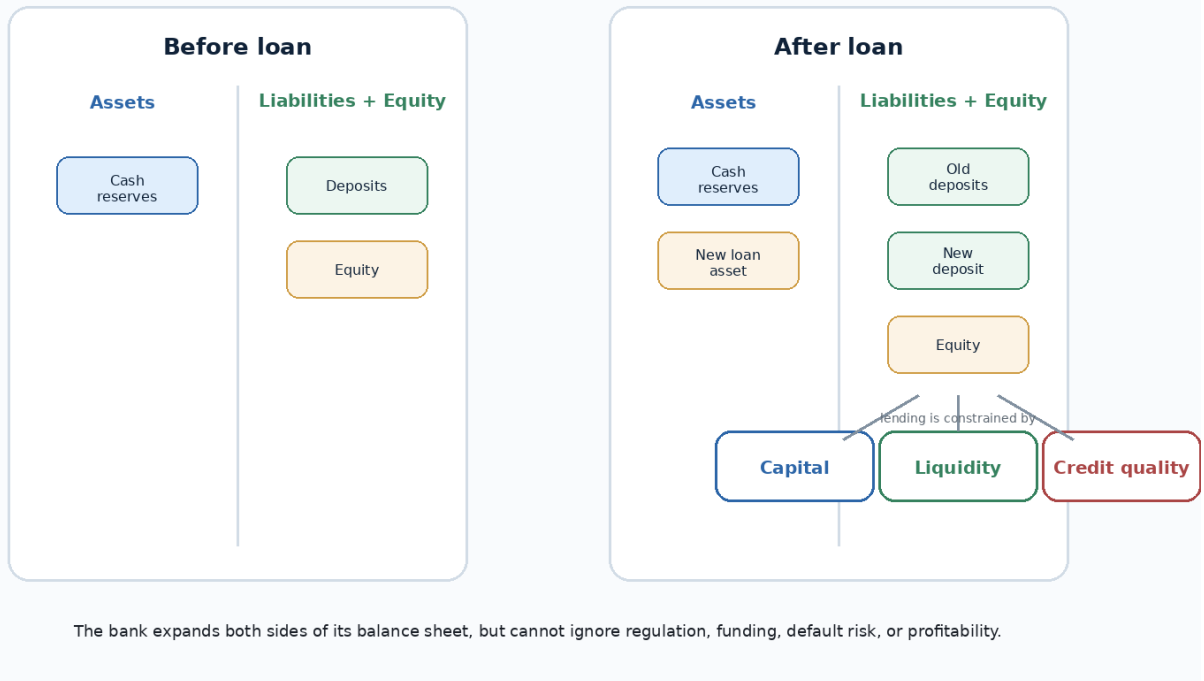 Before loan
Assets
Liabilities + Equity
Cash
reserves
Deposits
Equity
After loan
Assets
Liabilities + Equity
Cash
reserves
Old
deposits
New loan
asset
New
deposit
Equity
lending is constrained by
Capital
Liquidity
Credit quality
The bank expands both sides of its balance sheet, but cannot ignore regulation, funding, default risk, or profitability.